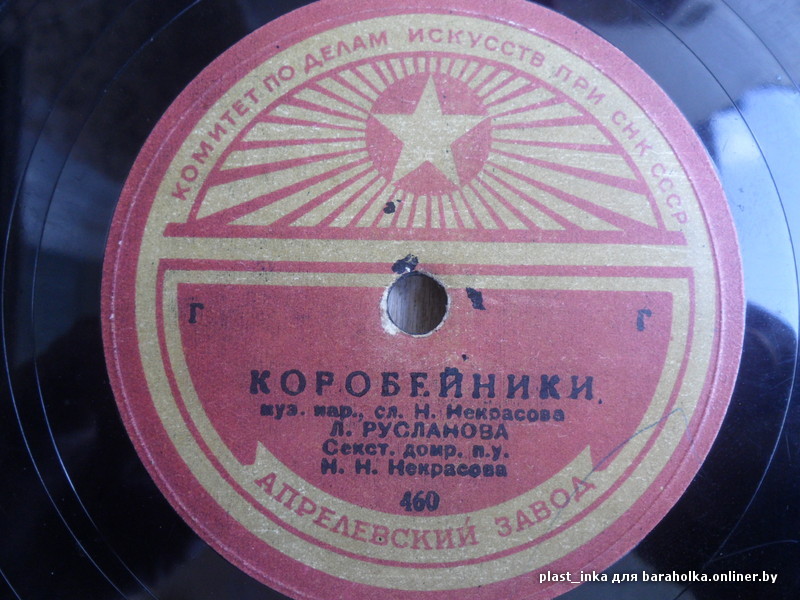 КОМИТЕТ ПО ДЕЛАМ ИСКУССТВ ПРИ СНК СССР
Г Г
КОРОБЕЙНИКИ
муз. нар., сл. Н. Некрасова
Л. РУСЛАНОВА
Секст. домр. п.у.
Н. Н. Некрасова
460
АПРЕЛЕВСКИЙ ЗАВОД
plast_inka для baraholka.onliner.by